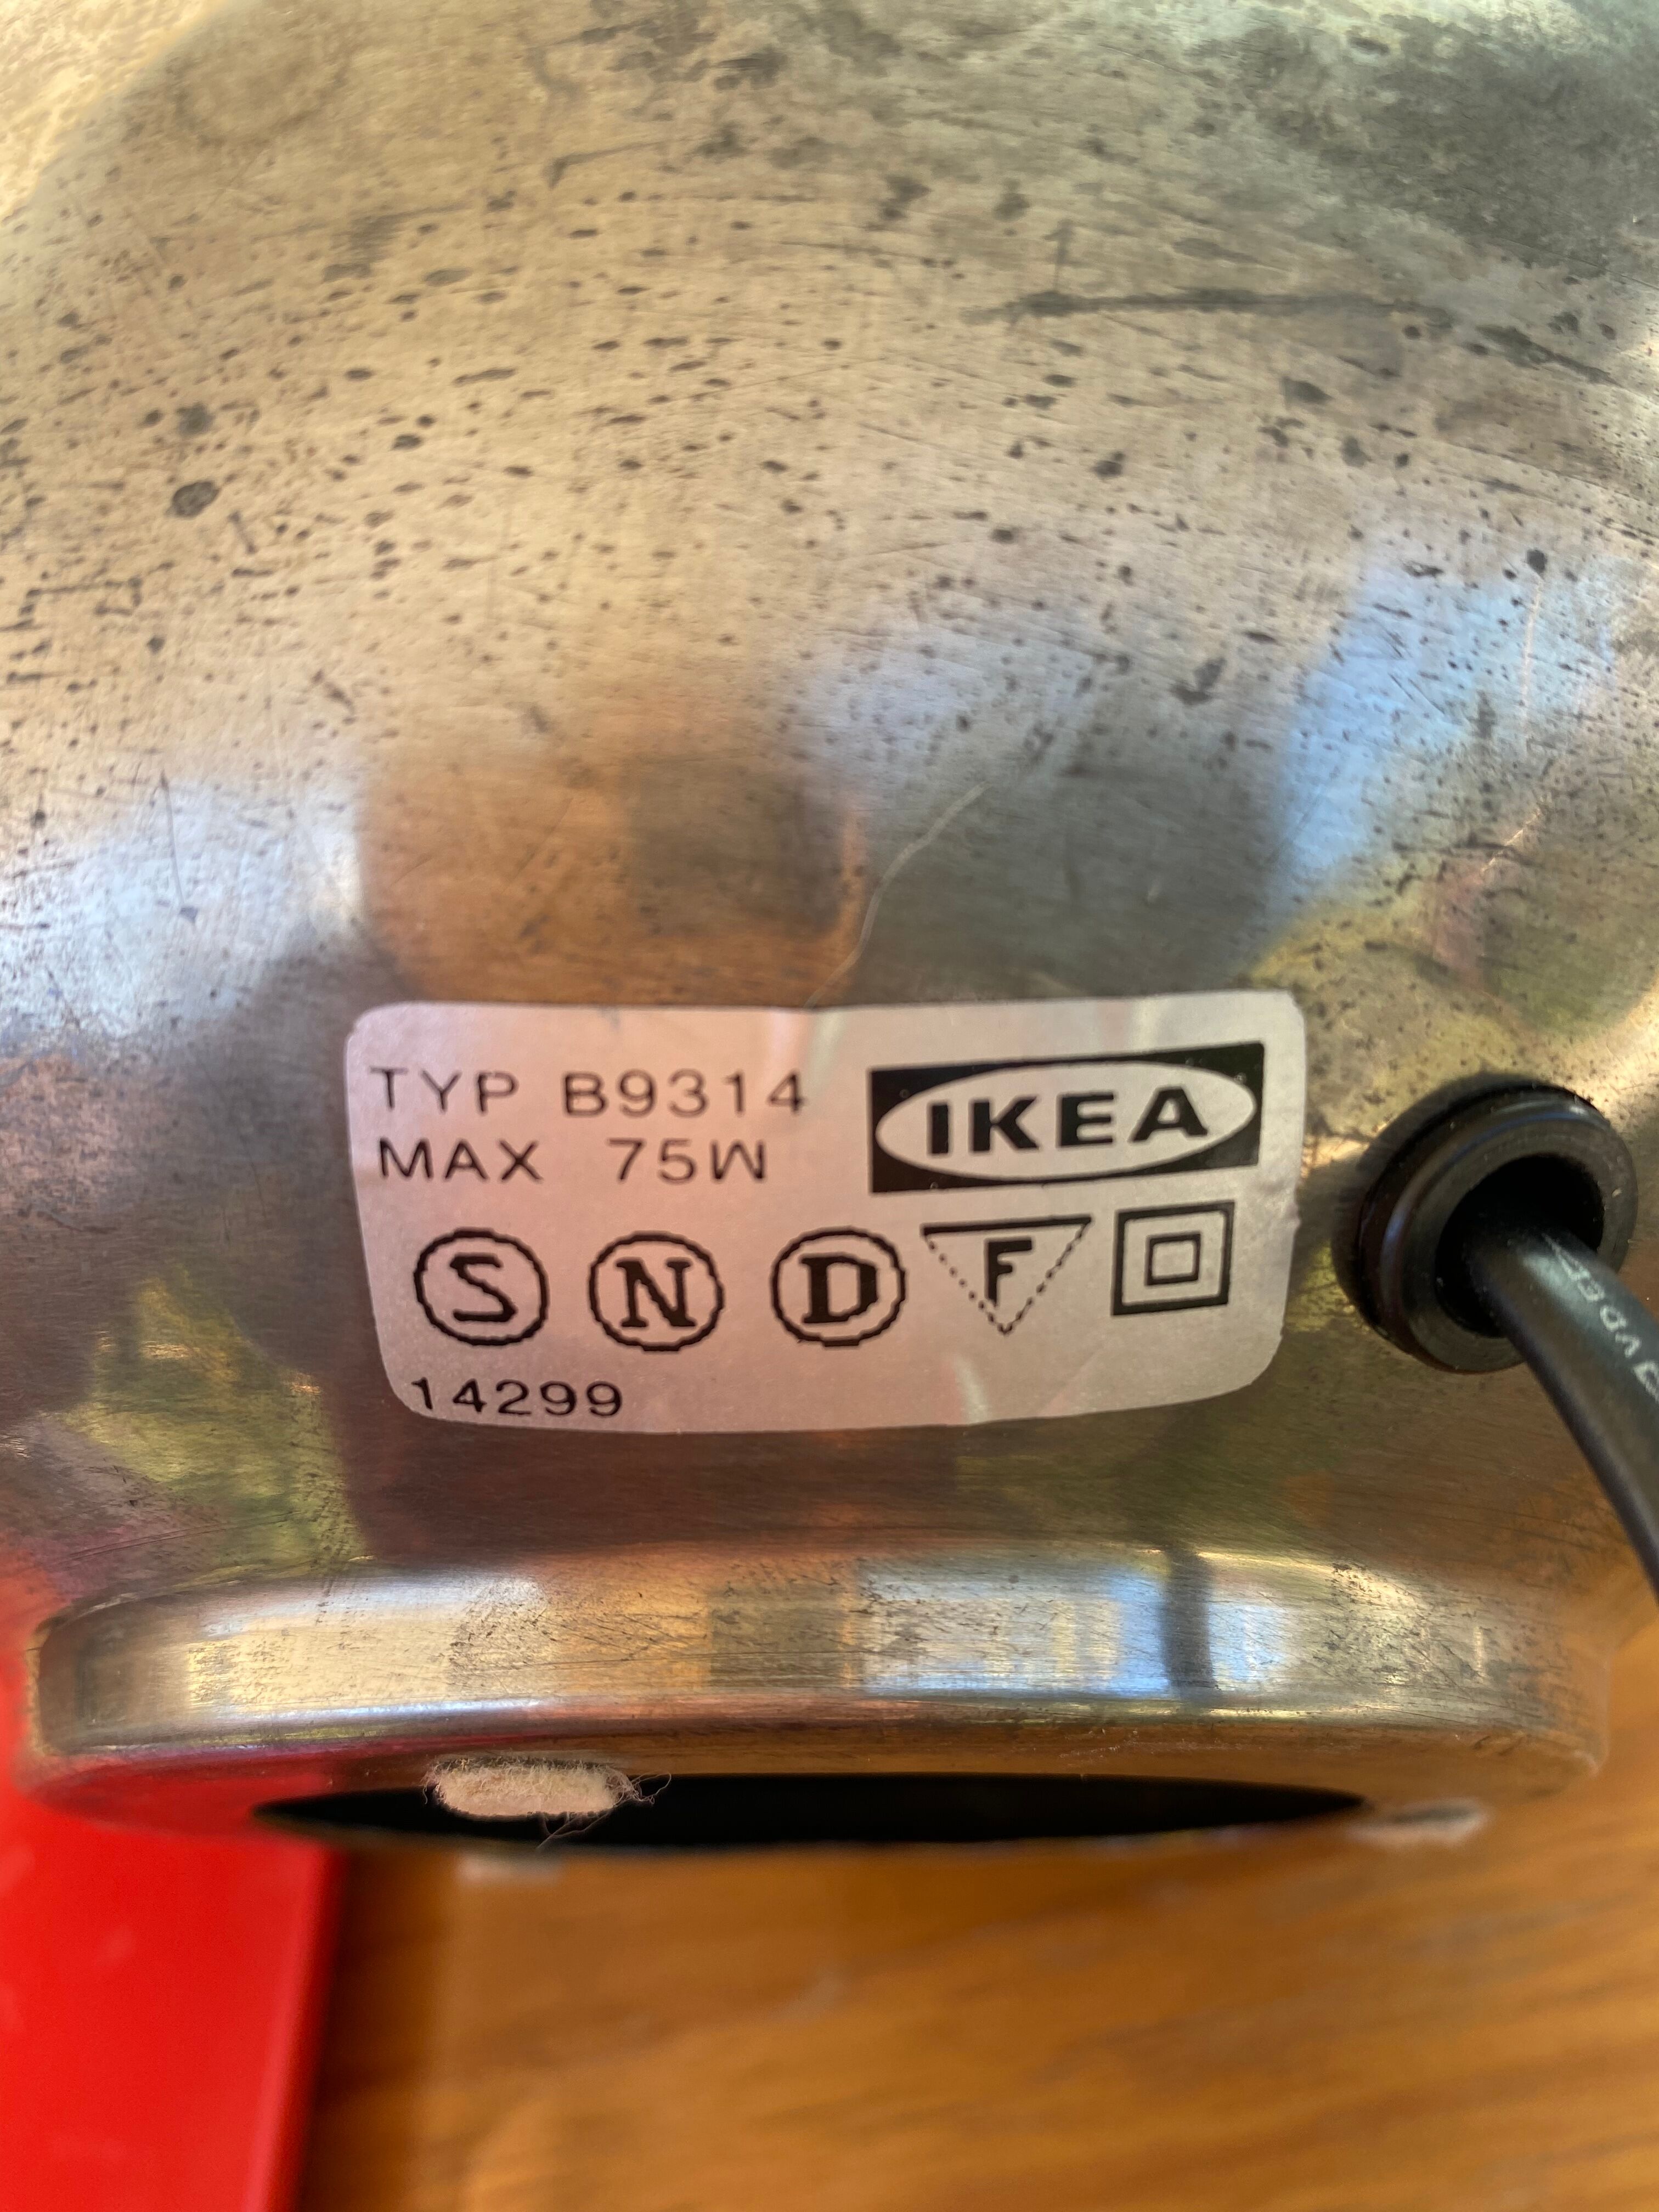 TYP B9314
MAX 75W
IKEA
S N D F
14299